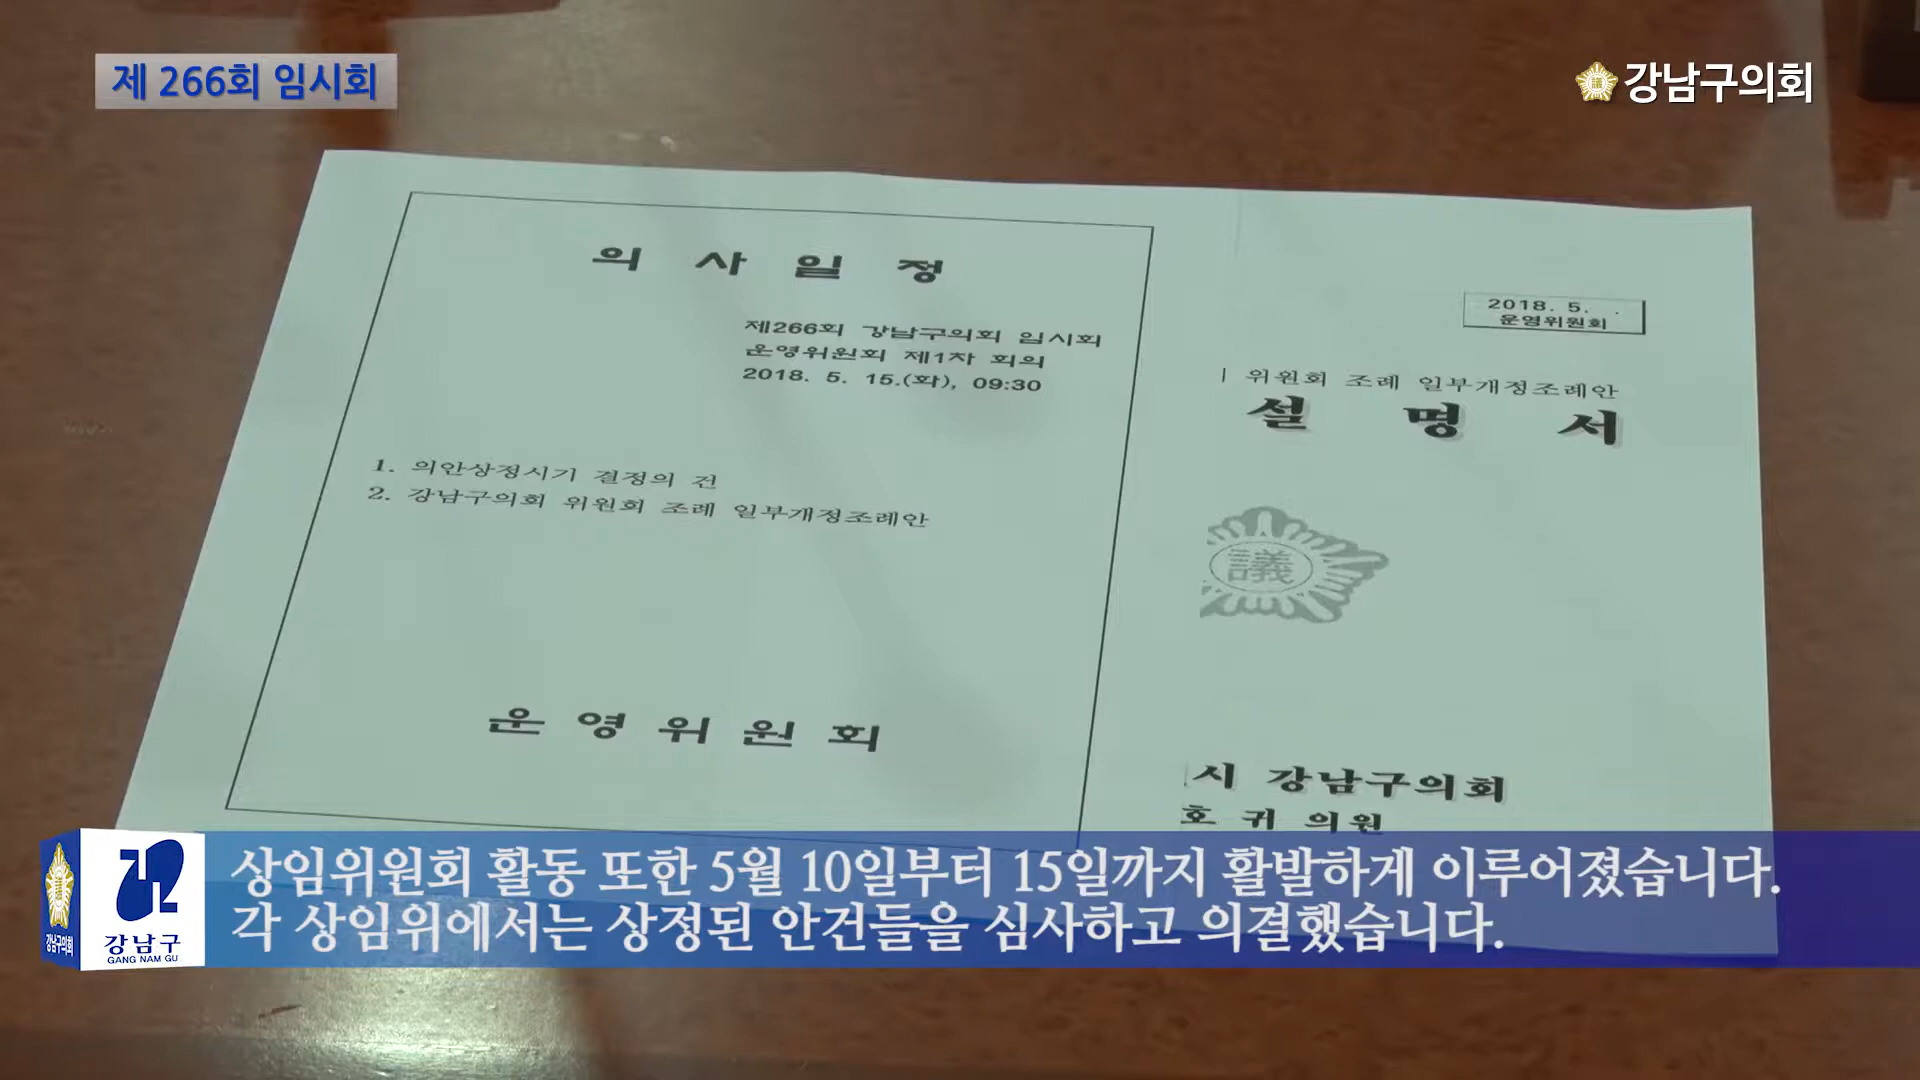 제 266회 임시회
강남구의회
의 사 일 정
제266회 강남구의회 임시회
운영위원회 제1차 회의
2018. 5. 15.(화), 09:30
1. 의안상정시기 결정의 건
2. 강남구의회 위원회 조례 일부개정조례안
운 영 위 원 회
2018. 5. .
운영위원회
위원회 조례 일부개정조례안
설 명 서
議
시 강남구의회
호 귀 의원
상임위원회 활동 또한 5월 10일부터 15일까지 활발하게 이루어졌습니다.
각 상임위에서는 상정된 안건들을 심사하고 의결했습니다.
강남구의회
강남구
GANG NAM GU